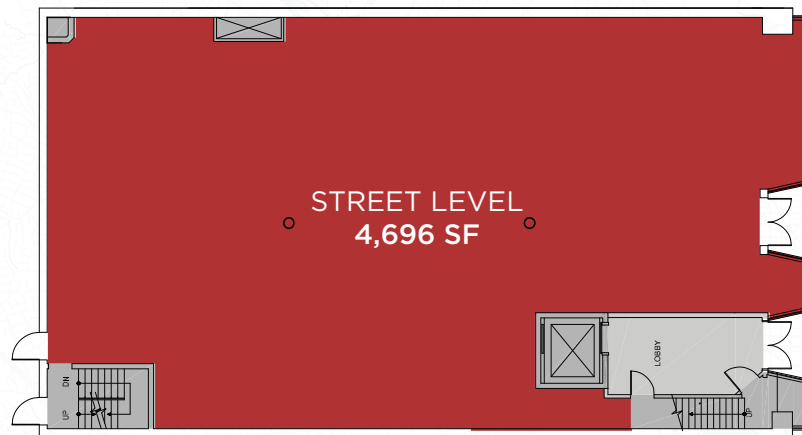 STREET LEVEL
4,696 SF
LOBBY
DN
UP
UP